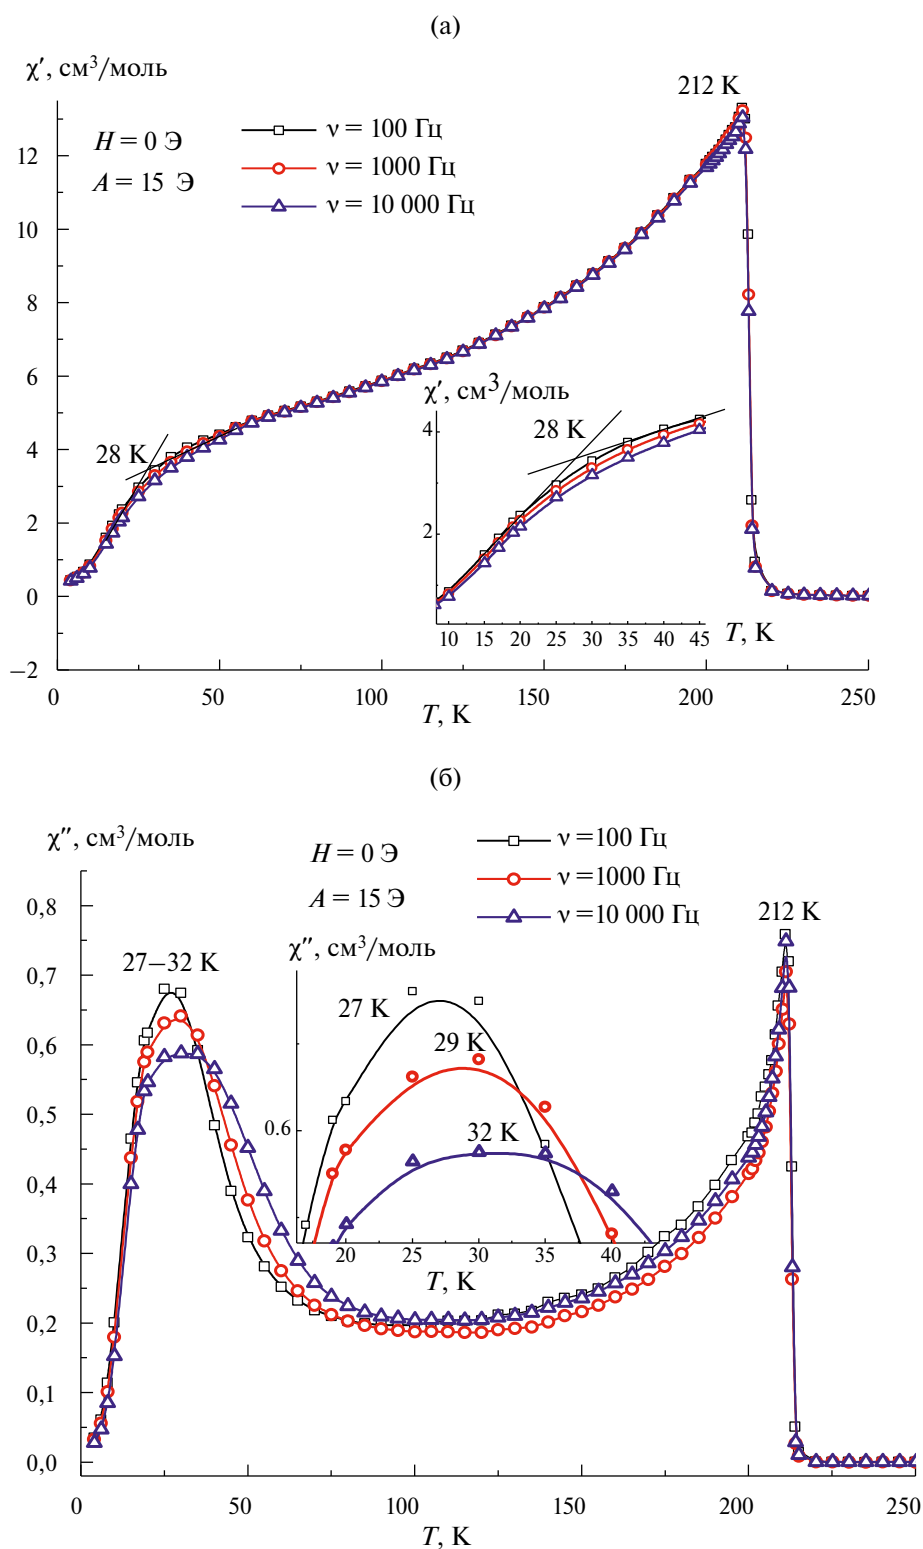 (а)
χ′, см³/моль
212 K
H = 0 Э
A = 15 Э
ν = 100 Гц
ν = 1000 Гц
ν = 10 000 Гц
12
10
8
6
4
2
0
−2
28 K
χ′, см³/моль
4
28 K
2
10 15 20 25 30 35 40 45 T, K
0 50 100 150 200 250
T, K
(б)
χ″, см³/моль
H = 0 Э
A = 15 Э
ν = 100 Гц
ν = 1000 Гц
ν = 10 000 Гц
212 K
0,8
0,7
0,6
0,5
0,4
0,3
0,2
0,1
0,0
27–32 K
χ″, см³/моль
27 K
29 K
0.6
32 K
20 25 30 35 40
T, K
0 50 100 150 200 250
T, K